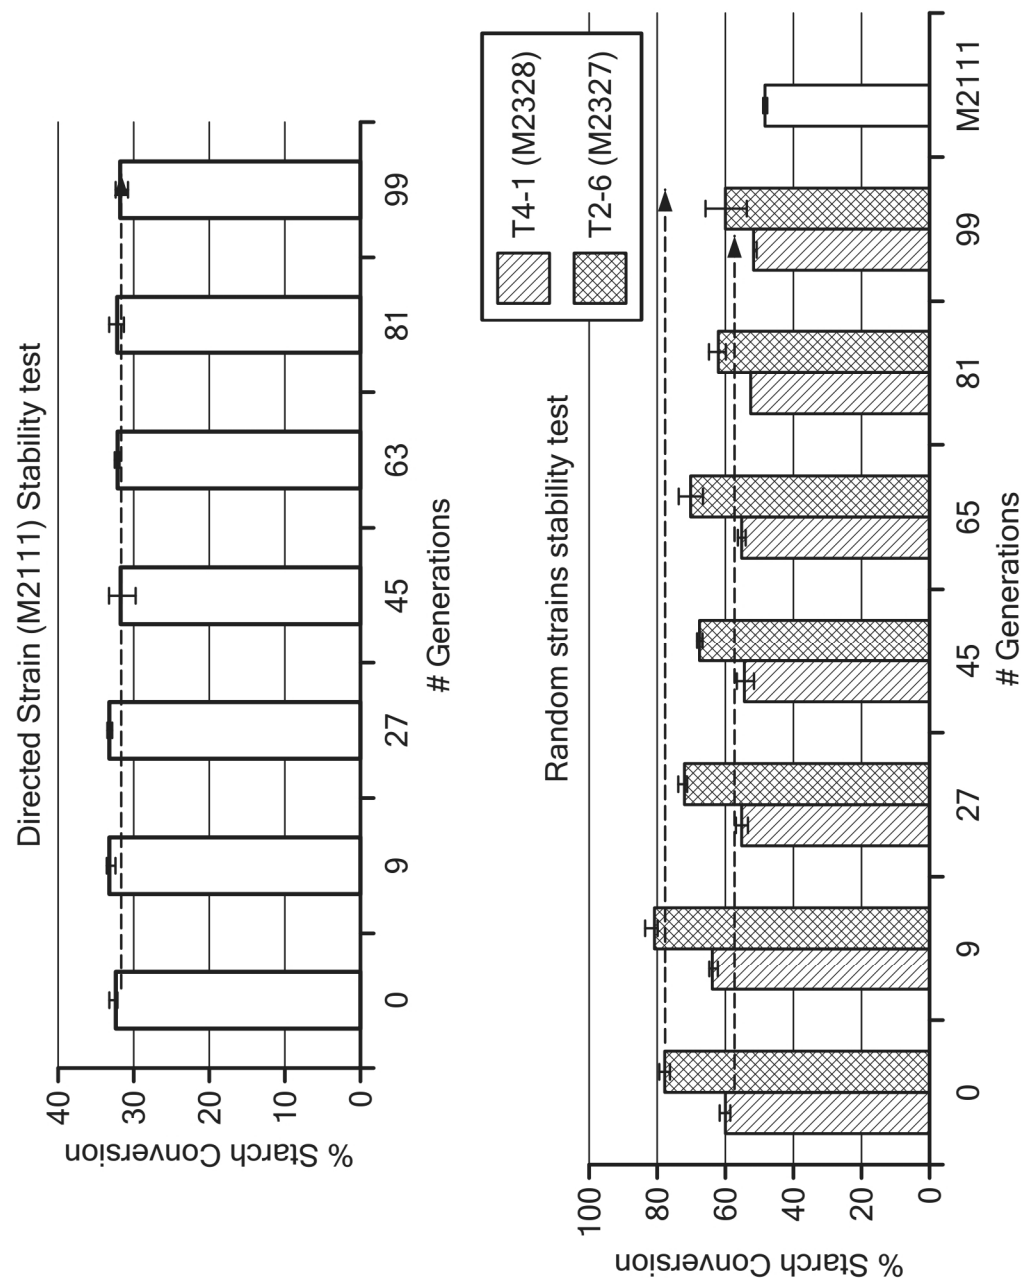 Directed Strain (M2111) Stability test
% Starch Conversion
40
30
20
10
0
0 9 27 45 63 81 99
# Generations
Random strains stability test
T4-1 (M2328)
T2-6 (M2327)
% Starch Conversion
100
80
60
40
20
0
0 9 27 45 65 81 99 M2111
# Generations